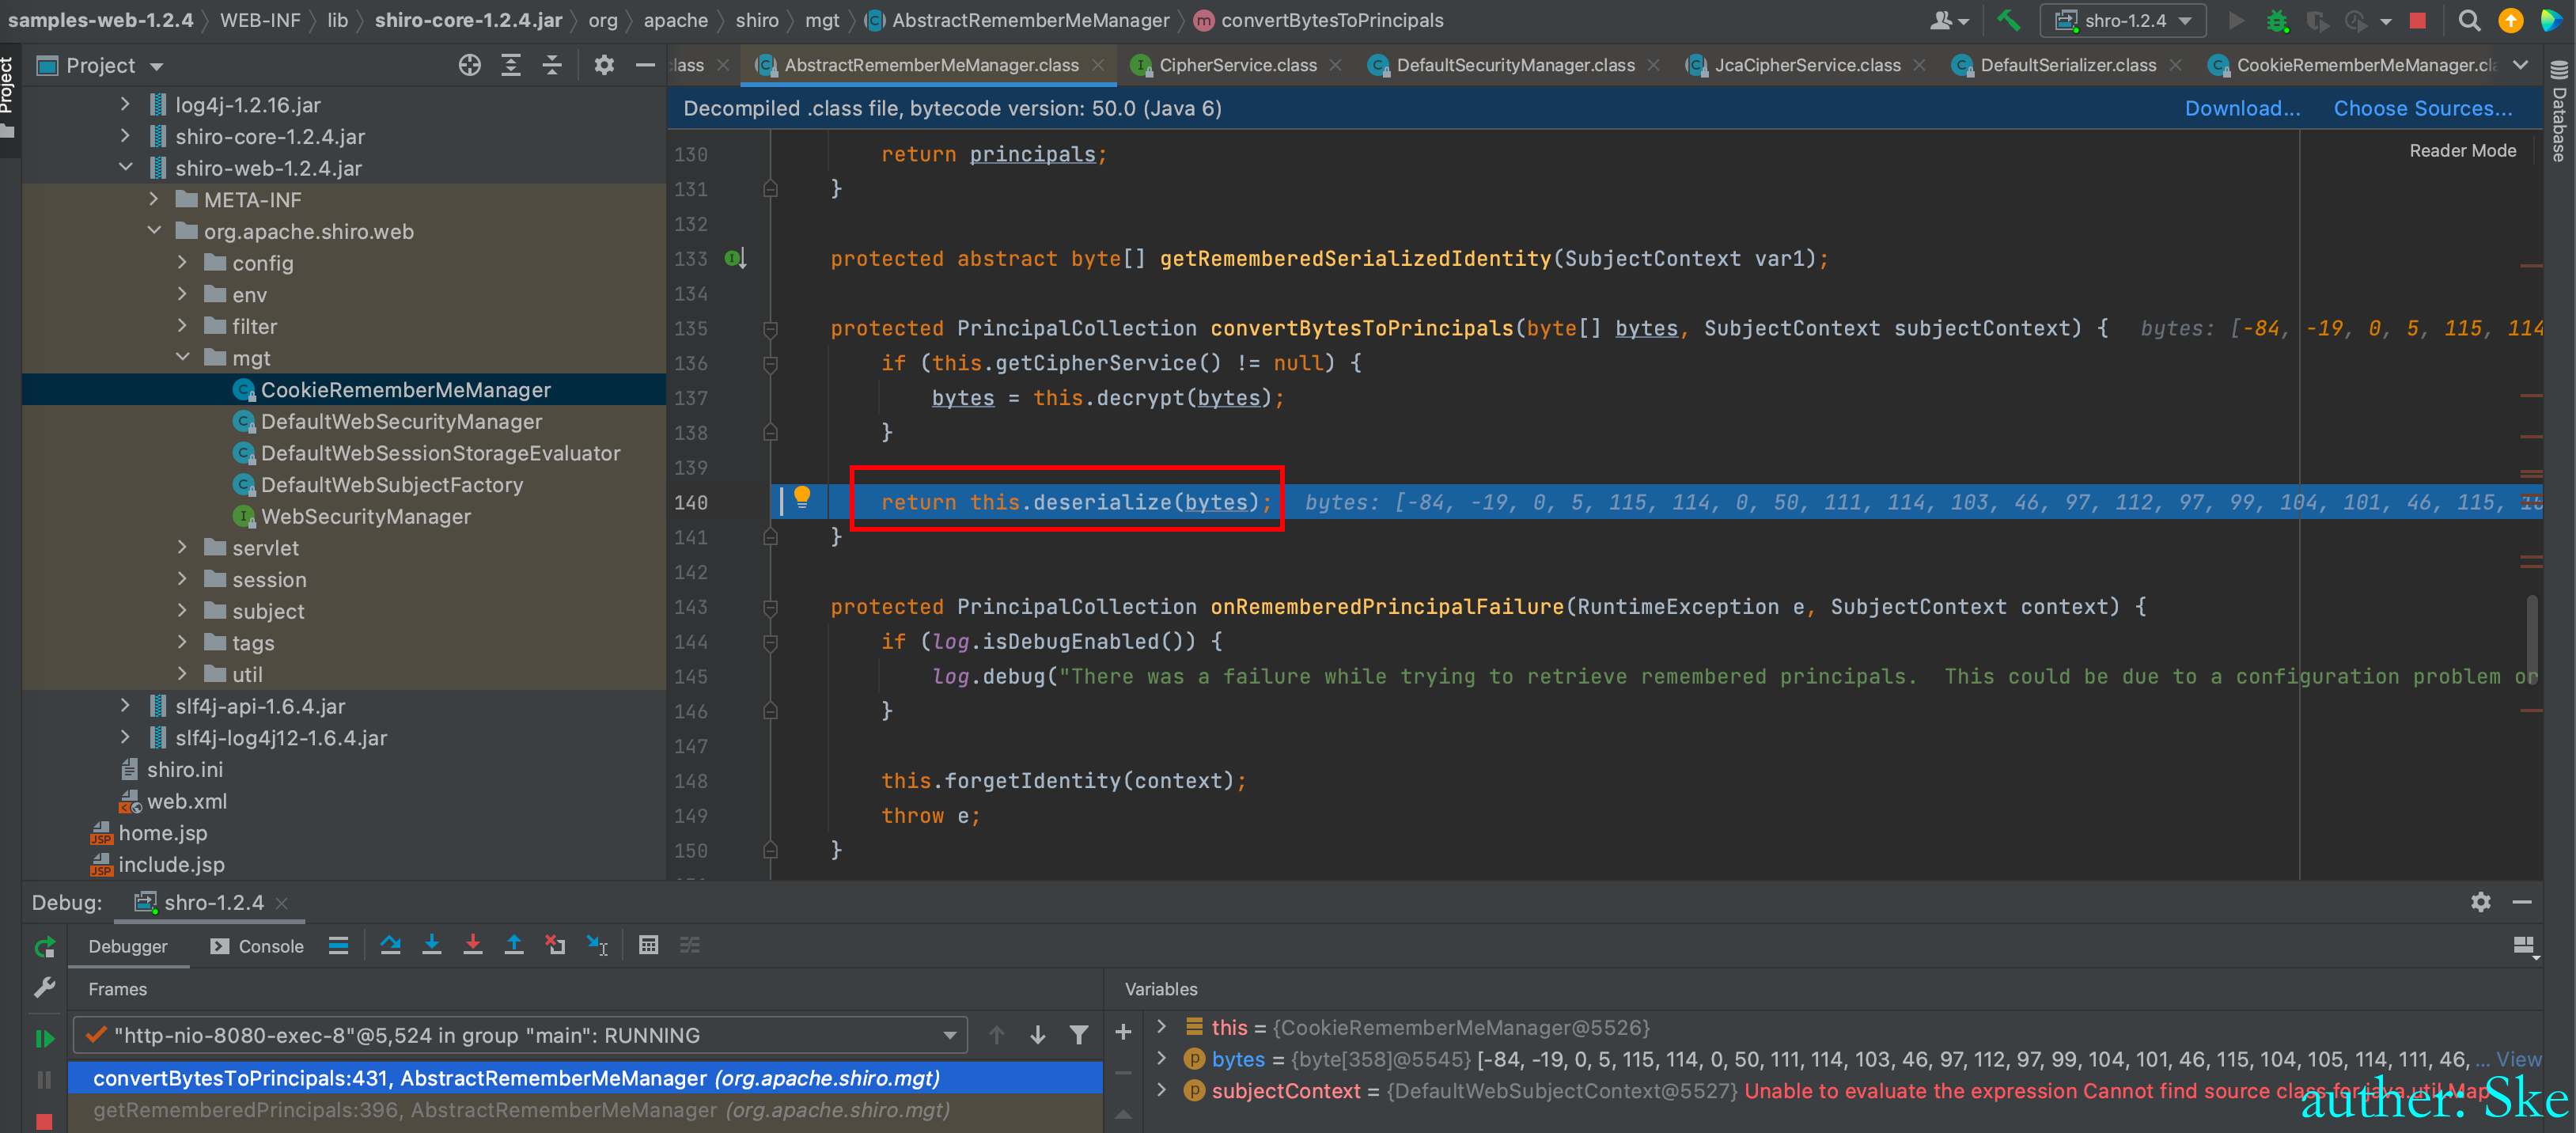 samples-web-1.2.4 〉 WEB-INF 〉 lib 〉 shiro-core-1.2.4.jar 〉 org 〉 apache 〉 shiro 〉 mgt 〉 AbstractRememberMeManager 〉 convertBytesToPrincipals
shro-1.2.4
Project
Project
lass
AbstractRememberMeManager.class
CipherService.class
DefaultSecurityManager.class
JcaCipherService.class
DefaultSerializer.class
CookieRememberMeManager.cl
Database
Decompiled .class file, bytecode version: 50.0 (Java 6)
Download...
Choose Sources...
Reader Mode
log4j-1.2.16.jar
shiro-core-1.2.4.jar
shiro-web-1.2.4.jar
META-INF
org.apache.shiro.web
config
env
filter
mgt
CookieRememberMeManager
DefaultWebSecurityManager
DefaultWebSessionStorageEvaluator
DefaultWebSubjectFactory
WebSecurityManager
servlet
session
subject
tags
util
slf4j-api-1.6.4.jar
slf4j-log4j12-1.6.4.jar
shiro.ini
web.xml
home.jsp
include.jsp
130 return principals;
131 }
132
133 protected abstract byte[] getRememberedSerializedIdentity(SubjectContext var1);
134
135 protected PrincipalCollection convertBytesToPrincipals(byte[] bytes, SubjectContext subjectContext) { bytes: [-84, -19, 0, 5, 115, 114
136 if (this.getCipherService() != null) {
137 bytes = this.decrypt(bytes);
138 }
139
140 return this.deserialize(bytes); bytes: [-84, -19, 0, 5, 115, 114, 0, 50, 111, 114, 103, 46, 97, 112, 97, 99, 104, 101, 46, 115,
141 }
142
143 protected PrincipalCollection onRememberedPrincipalFailure(RuntimeException e, SubjectContext context) {
144 if (log.isDebugEnabled()) {
145 log.debug("There was a failure while trying to retrieve remembered principals.  This could be due to a configuration problem or
146 }
147
148 this.forgetIdentity(context);
149 throw e;
150 }
Debug:
shro-1.2.4
Debugger
Console
Frames
Variables
"http-nio-8080-exec-8"@5,524 in group "main": RUNNING
convertBytesToPrincipals:431, AbstractRememberMeManager (org.apache.shiro.mgt)
getRememberedPrincipals:396, AbstractRememberMeManager (org.apache.shiro.mgt)
this = {CookieRememberMeManager@5526}
bytes = {byte[358]@5545} [-84, -19, 0, 5, 115, 114, 0, 50, 111, 114, 103, 46, 97, 112, 97, 99, 104, 101, 46, 115, 104, 105, 114, 111, 46, ... View
subjectContext = {DefaultWebSubjectContext@5527} Unable to evaluate the expression Cannot find source class for java.util.Map
auther: Ske